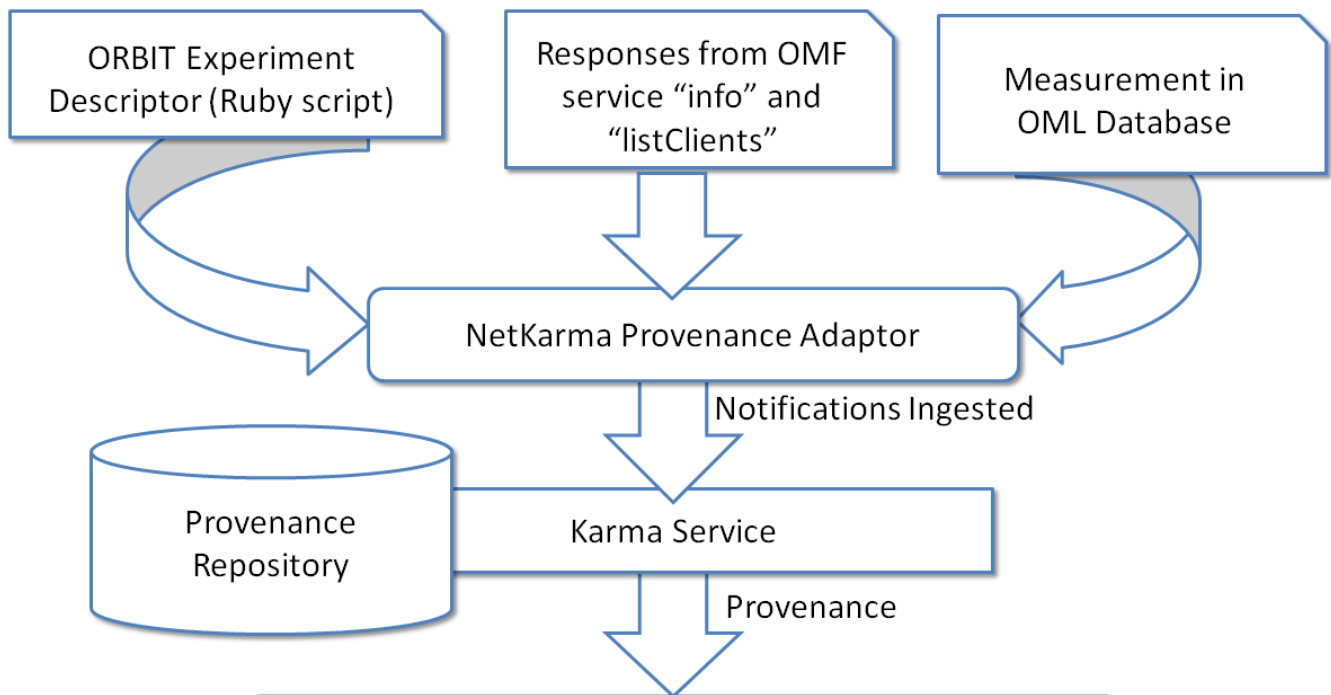 ORBIT Experiment
Descriptor (Ruby script)
Responses from OMF
service “info” and
“listClients”
Measurement in
OML Database
NetKarma Provenance Adaptor
Notifications Ingested
Provenance
Repository
Karma Service
Provenance